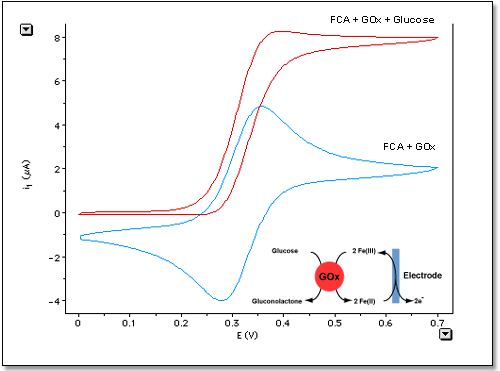 FCA + GOx + Glucose
8
6
FCA + GOx
4
i₁ (μA)
2
0
Glucose 2 Fe(III)
GOx Electrode
Gluconolactone 2 Fe(II) 2e⁻
−2
−4
0 0.1 0.2 0.3 0.4 0.5 0.6 0.7
E (V)